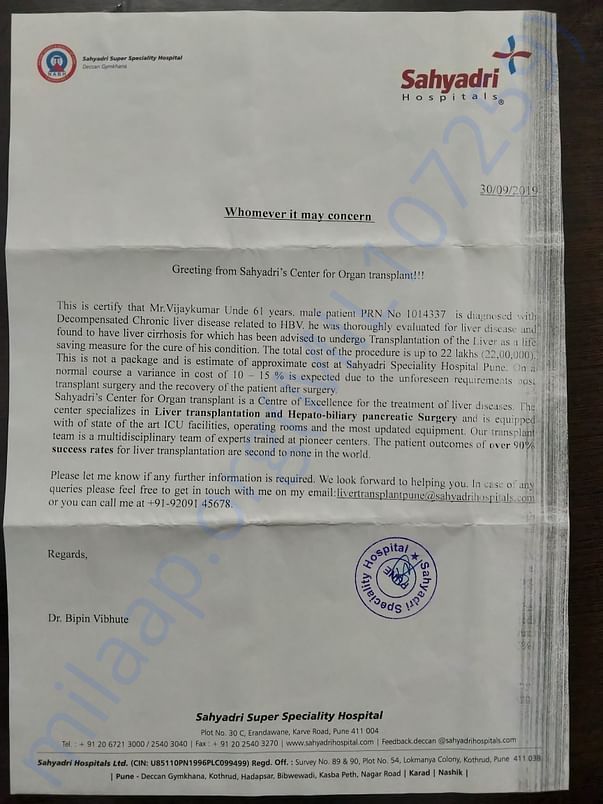 Sahyadri Super Speciality Hospital
Deccan Gymkhana
N.A.B.H
Sahyadri
Hospitals®
30/09/2019
Whomever it may concern
Greeting from Sahyadri's Center for Organ transplant!!!
This is certify that Mr.Vijaykumar Unde 61 years. male patient PRN No 1014337 is diagnosed with
Decompensated Chronic liver disease related to HBV. he was thoroughly evaluated for liver disease and
found to have liver cirrhosis for which has been advised to undergo Transplantation of the Liver as a life
saving measure for the cure of his condition. The total cost of the procedure is up to 22 lakhs (22,00,000).
This is not a package and is estimate of approximate cost at Sahyadri Speciality Hospital Pune. On a
normal course a variance in cost of 10 – 15 % is expected due to the unforeseen requirements post
transplant surgery and the recovery of the patient after surgery.
Sahyadri's Center for Organ transplant is a Centre of Excellence for the treatment of liver diseases. The
center specializes in Liver transplantation and Hepato-biliary pancreatic Surgery and is equipped
with of state of the art ICU facilities, operating rooms and the most updated equipment. Our transplant
team is a multidisciplinary team of experts trained at pioneer centers. The patient outcomes of over 90%
success rates for liver transplantation are second to none in the world.
Please let me know if any further information is required. We look forward to helping you. In case of any
queries please feel free to get in touch with me on my email:livertransplantpune@sahyadrihospitals.com
or you can call me at +91-92091 45678.
Regards,
Sahyadri Speciality Hospital ★
PUNE
Dr. Bipin Vibhute
Sahyadri Super Speciality Hospital
Plot No. 30 C, Erandawane, Karve Road, Pune 411 004
Tel. : + 91 20 6721 3000 / 2540 3040 | Fax : + 91 20 2540 3270 | www.sahyadrihospital.com | Feedback.deccan @sahyadrihospitals.com
Sahyadri Hospitals Ltd. (CIN: U85110PN1996PLC099499) Regd. Off. : Survey No. 89 & 90, Plot No. 54, Lokmanya Colony, Kothrud, Pune 411 038
| Pune - Deccan Gymkhana, Kothrud, Hadapsar, Bibwewadi, Kasba Peth, Nagar Road | Karad | Nashik |